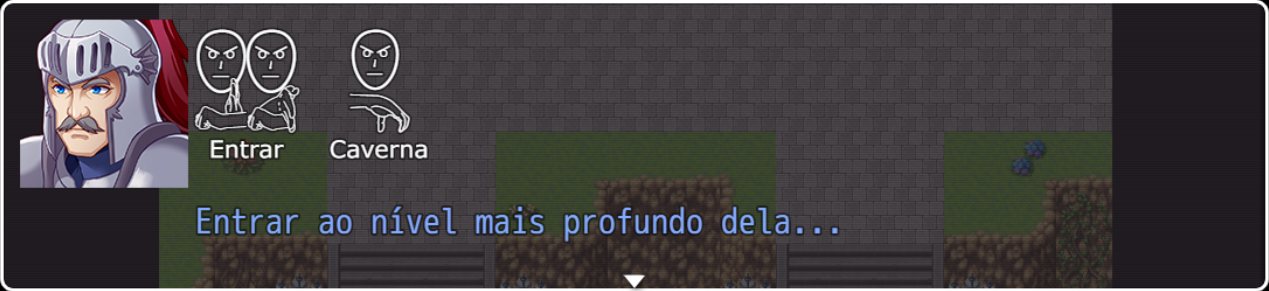 Entrar Caverna
Entrar ao nível mais profundo dela...